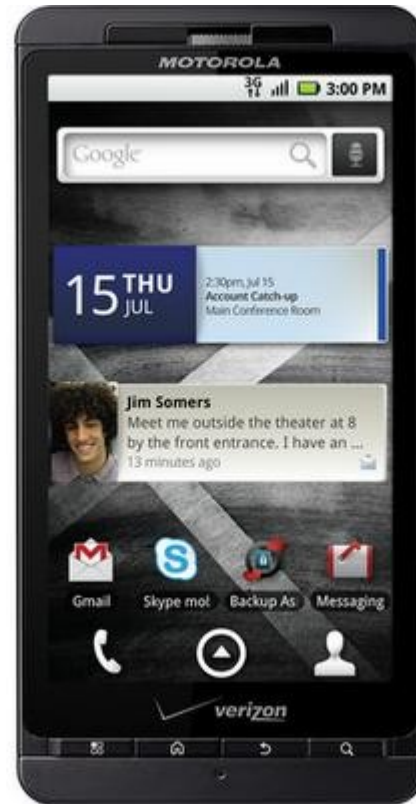 MOTOROLA
3G 3:00 PM
Google
15 THU
JUL
2:30pm, Jul 15
Account Catch-up
Main Conference Room
Jim Somers
Meet me outside the theater at 8
by the front entrance. I have an ...
13 minutes ago
Gmail Skype mol Backup As Messaging
verizon